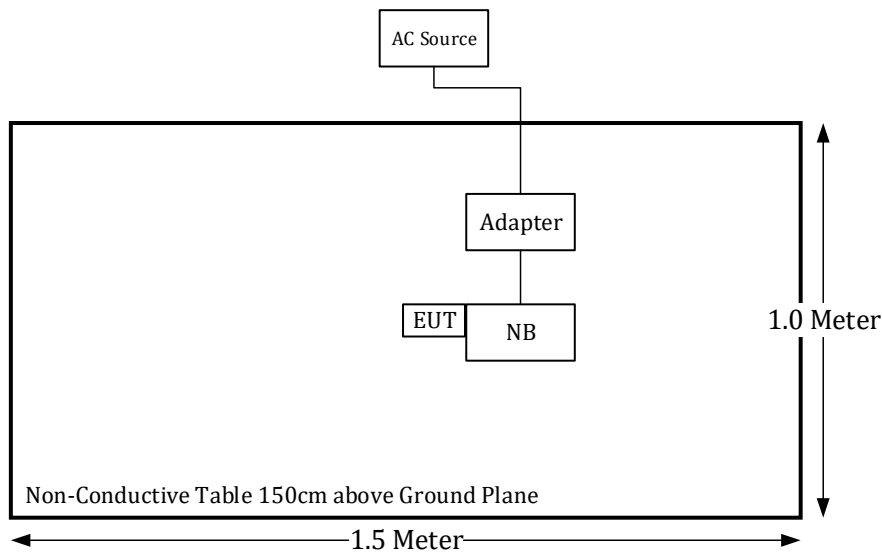 AC Source
Adapter
EUT
NB
1.0 Meter
Non-Conductive Table 150cm above Ground Plane
1.5 Meter